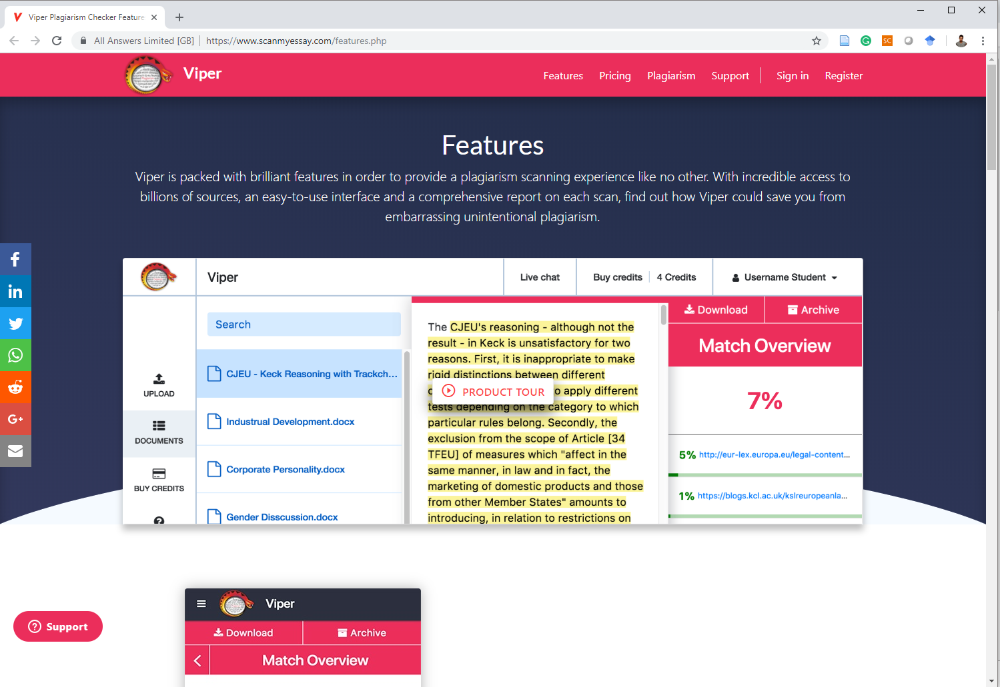 Viper Plagiarism Checker Feature
All Answers Limited [GB] | https://www.scanmyessay.com/features.php
SC
Viper
Features Pricing Plagiarism Support | Sign in Register
Features
Viper is packed with brilliant features in order to provide a plagiarism scanning experience like no other. With incredible access to
billions of sources, an easy-to-use interface and a comprehensive report on each scan, find out how Viper could save you from
embarrassing unintentional plagiarism.
Viper
Live chat
Buy credits | 4 Credits
Username Student
UPLOAD
DOCUMENTS
BUY CREDITS
Search
CJEU - Keck Reasoning with Trackch...
Industrual Development.docx
Corporate Personality.docx
Gender Disscussion.docx
The CJEU's reasoning - although not the
result - in Keck is unsatisfactory for two
reasons. First, it is inappropriate to make
rigid distinctions between different
o apply different
PRODUCT TOUR
tests depending on the category to which
particular rules belong. Secondly, the
exclusion from the scope of Article [34
TFEU] of measures which "affect in the
same manner, in law and in fact, the
marketing of domestic products and those
from other Member States" amounts to
introducing, in relation to restrictions on
Download
Archive
Match Overview
7%
5% http://eur-lex.europa.eu/legal-content...
1% https://blogs.kcl.ac.uk/kslreuropeanla...
Support
Viper
Download
Archive
Match Overview